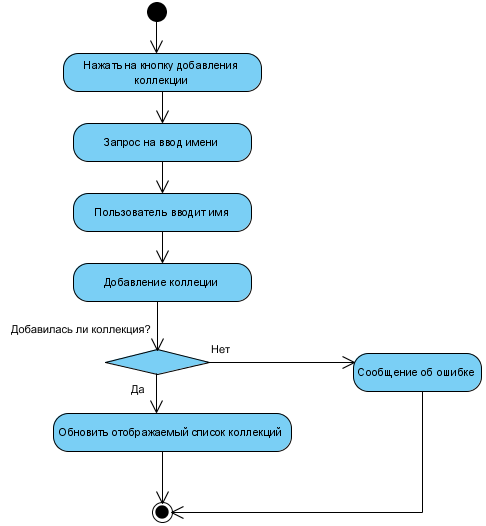 Нажать на кнопку добавления
коллекции
Запрос на ввод имени
Пользователь вводит имя
Добавление коллеции
Добавилась ли коллекция?
Нет
Сообщение об ошибке
Да
Обновить отображаемый список коллекций